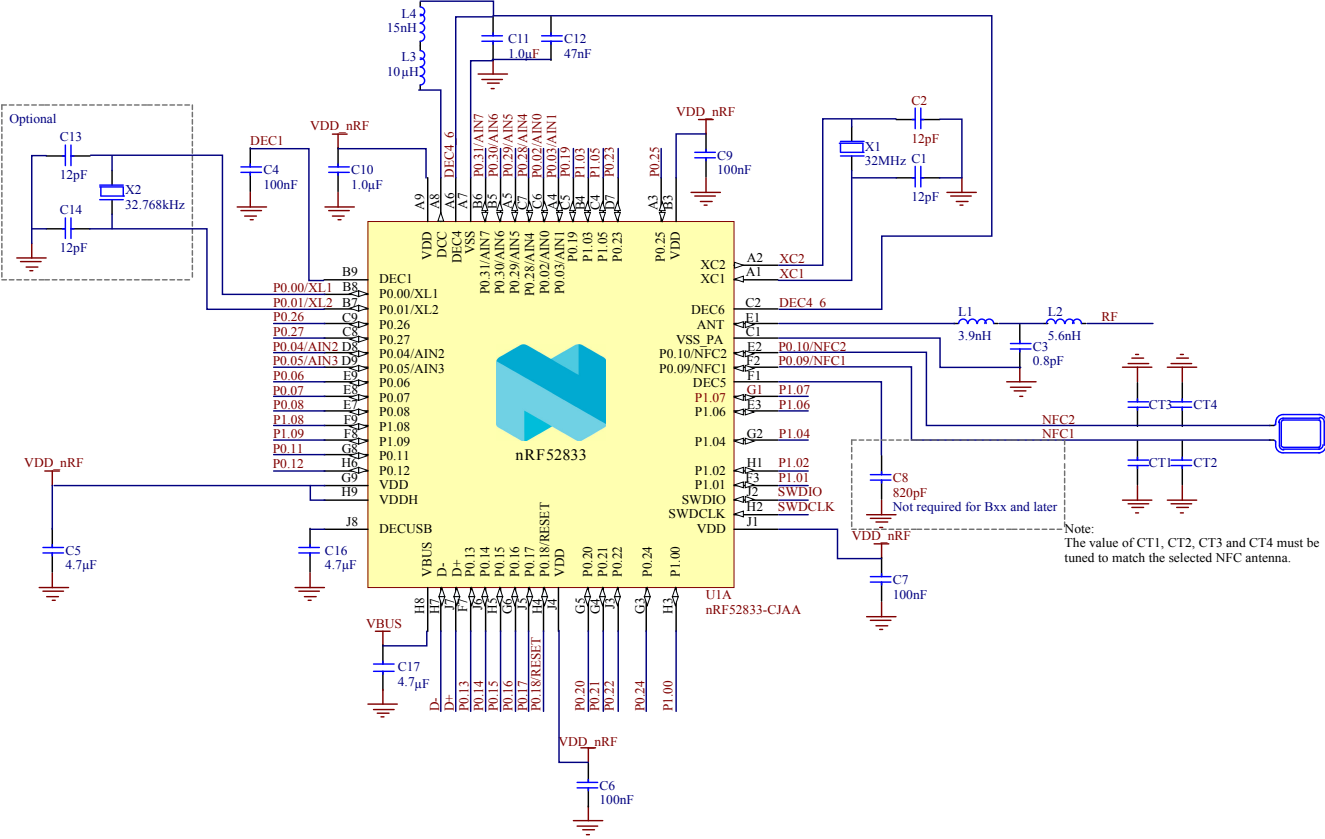 L4
15nH
L3
10µH
C11
1.0µF
C12
47nF
Optional
C13
12pF
X2
32.768kHz
C14
12pF
DEC1
C4
100nF
VDD_nRF
C10
1.0µF
DEC4_6
P0.31/AIN7
P0.30/AIN6
P0.29/AIN5
P0.28/AIN4
P0.02/AIN0
P0.03/AIN1
P0.19
P1.03
P1.05
P0.23
P0.25
VDD_nRF
C9
100nF
C2
12pF
X1
32MHz
C1
12pF
A9
A8
A6
A7
B6
B5
A5
C7
C6
A4
C5
B4
C4
D7
A3
B3
VDD
DCC
DEC4
VSS
P0.31/AIN7
P0.30/AIN6
P0.29/AIN5
P0.28/AIN4
P0.02/AIN0
P0.03/AIN1
P0.19
P1.03
P1.05
P0.23
P0.25
VDD
B9 DEC1
P0.00/XL1 B8 P0.00/XL1
P0.01/XL2 B7 P0.01/XL2
P0.26 C9 P0.26
P0.27 C8 P0.27
P0.04/AIN2 D8 P0.04/AIN2
P0.05/AIN3 D9 P0.05/AIN3
P0.06 E9 P0.06
P0.07 E8 P0.07
P0.08 E7 P0.08
P1.08 F9 P1.08
P1.09 F8 P1.09
P0.11 G8 P0.11
P0.12 H6 P0.12
G9 VDD
H9 VDDH
J8 DECUSB
XC2 A2 XC2
XC1 A1 XC1
DEC6 C2 DEC4_6
ANT E1
VSS_PA C1
P0.10/NFC2 E2 P0.10/NFC2
P0.09/NFC1 F2 P0.09/NFC1
DEC5 F1
P1.07 G1 P1.07
P1.06 E3 P1.06
P1.04 G2 P1.04
P1.02 H1 P1.02
P1.01 F3 P1.01
SWDIO J2 SWDIO
SWDCLK H2 SWDCLK
VDD J1
L1
3.9nH
L2
5.6nH
RF
C3
0.8pF
CT3
CT4
NFC2
NFC1
CT1
CT2
C8
820pF
Not required for Bxx and later
Note:
The value of CT1, CT2, CT3 and CT4 must be
tuned to match the selected NFC antenna.
VDD_nRF
C7
100nF
nRF52833
VDD_nRF
C5
4.7µF
C16
4.7µF
VBUS
D-
D+
P0.13
P0.14
P0.15
P0.16
P0.17
P0.18/RESET
VDD
P0.20
P0.21
P0.22
P0.24
P1.00
H8
H7
J7
F7
J6
H5
G6
J5
H4
J4
G5
G4
J3
G3
H3
U1A
nRF52833-CJAA
VBUS
C17
4.7µF
D-
D+
P0.13
P0.14
P0.15
P0.16
P0.17
P0.18/RESET
P0.20
P0.21
P0.22
P0.24
P1.00
VDD_nRF
C6
100nF